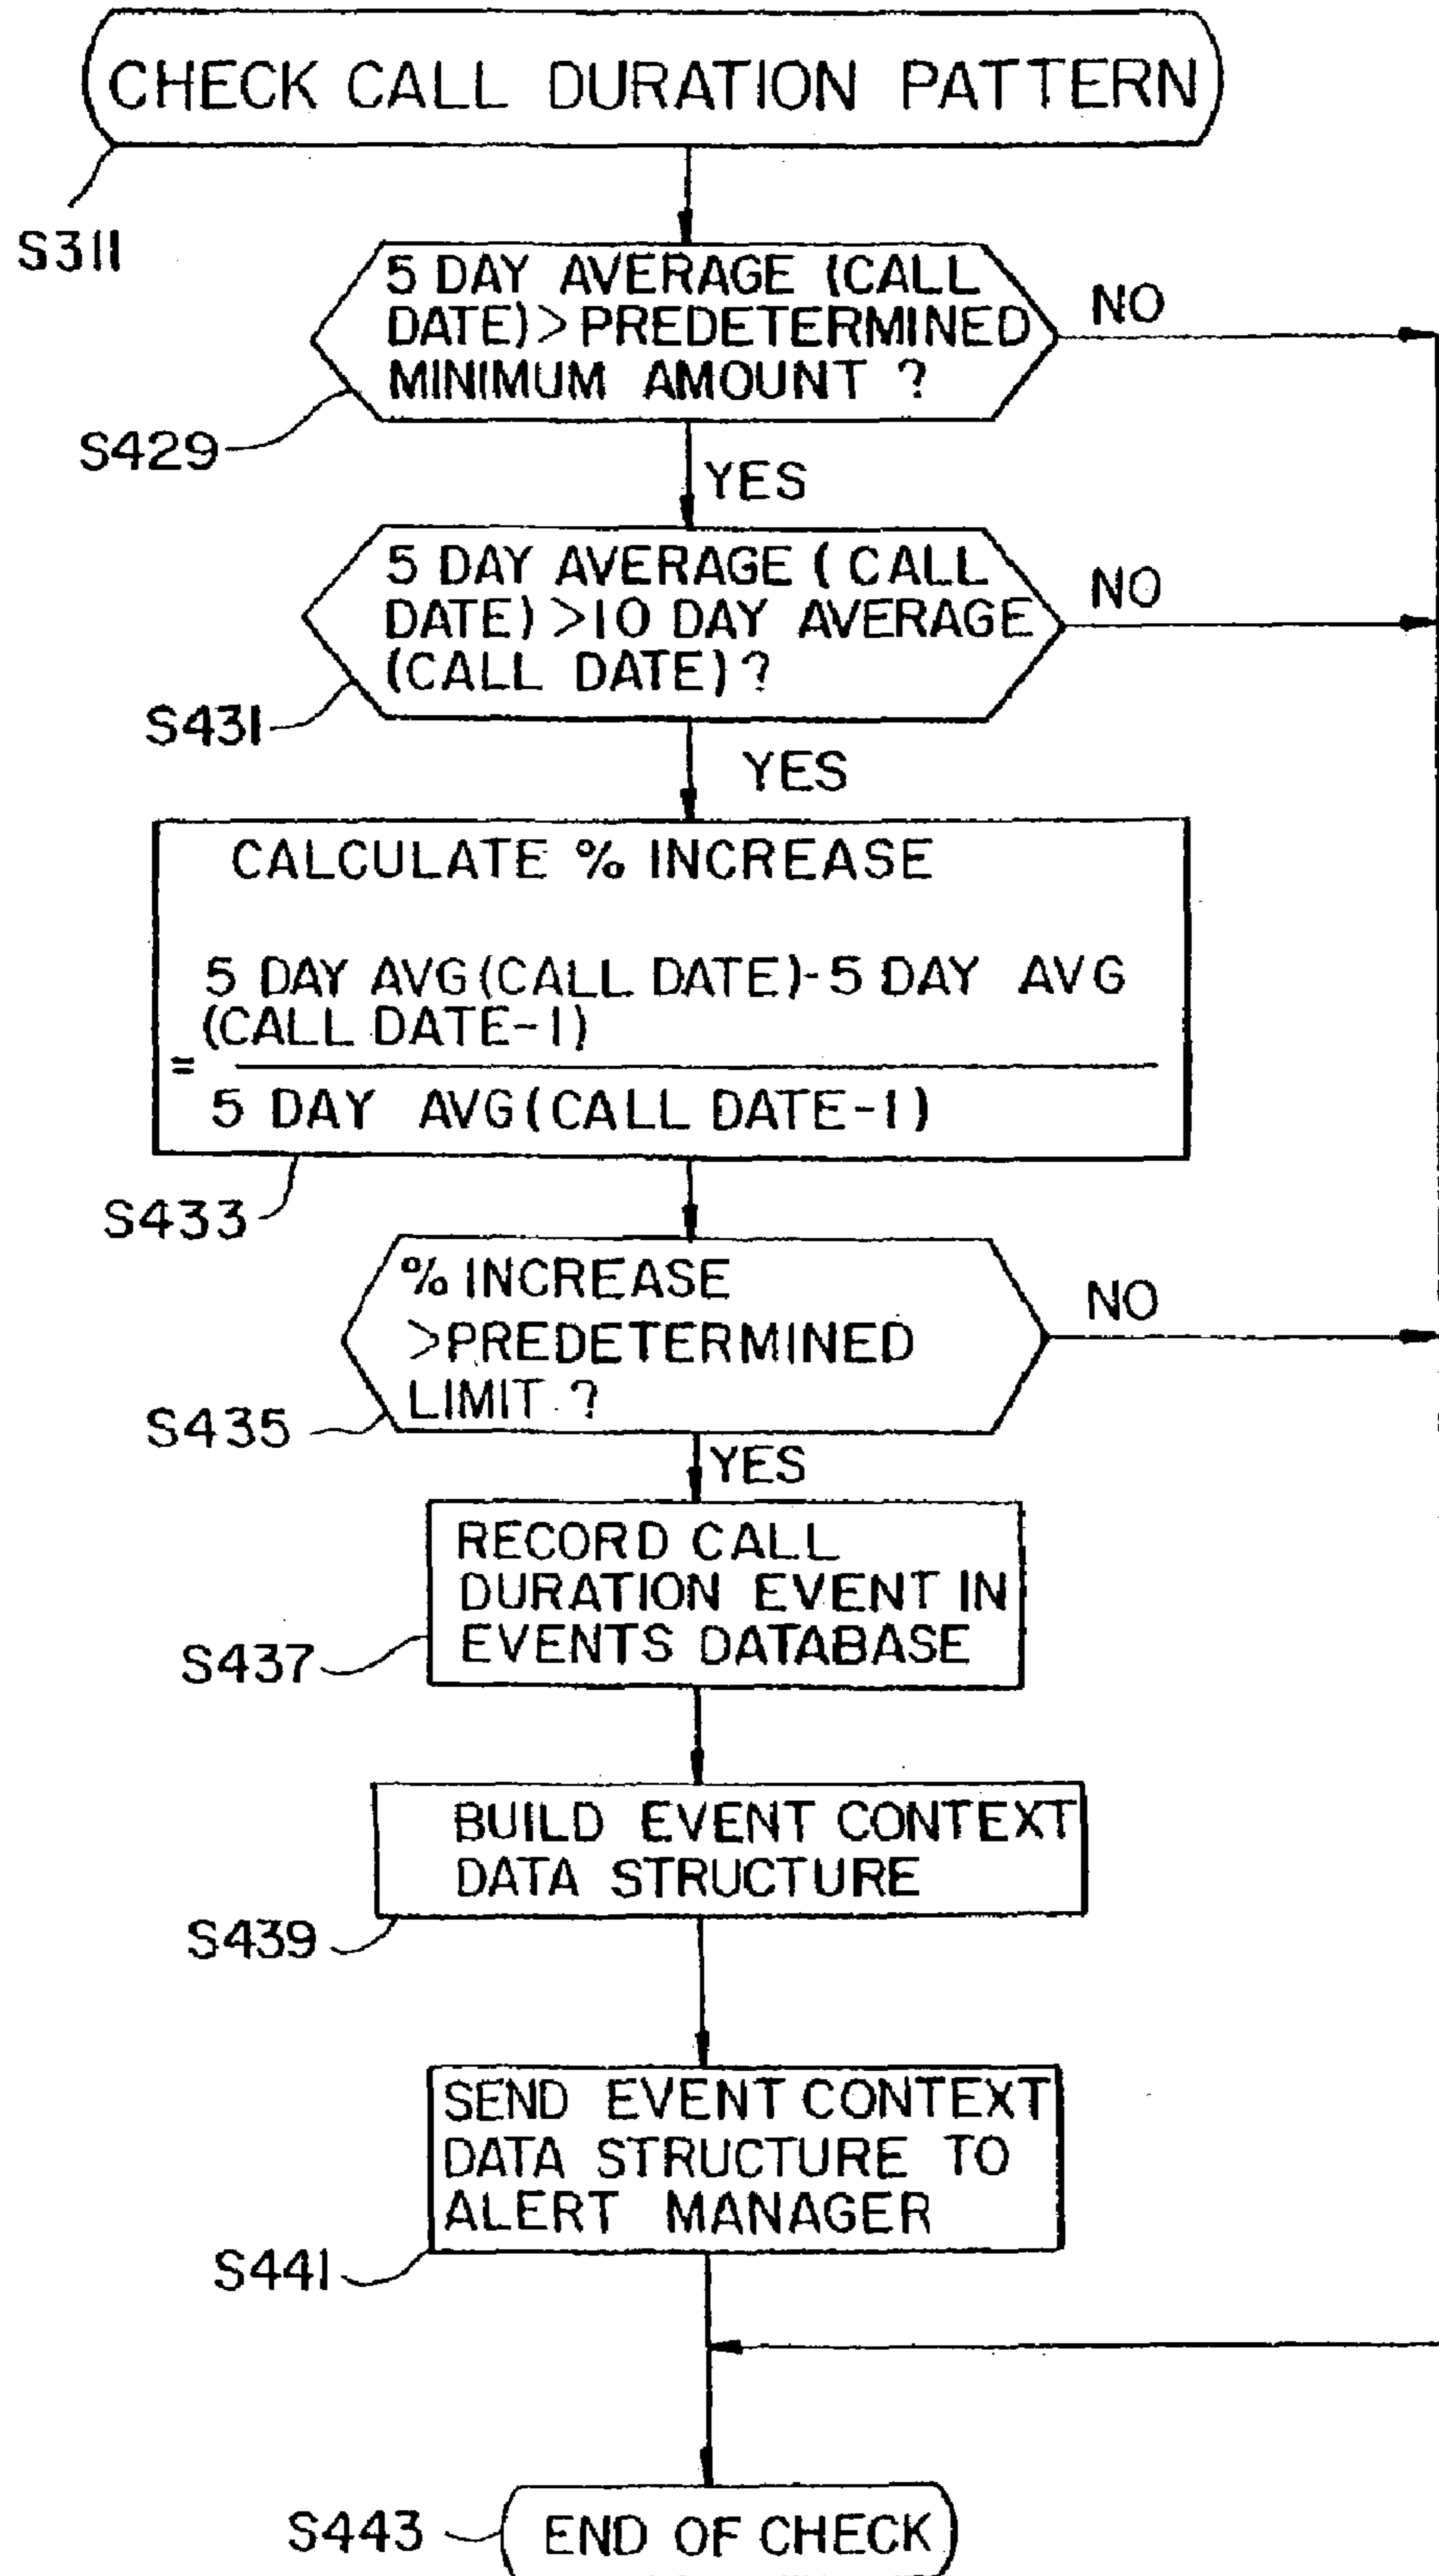 CHECK CALL DURATION PATTERN
S311
5 DAY AVERAGE (CALL
DATE)>PREDETERMINED
MINIMUM AMOUNT ?
NO
S429
YES
5 DAY AVERAGE ( CALL
DATE) >10 DAY AVERAGE
(CALL DATE) ?
NO
S431
YES
CALCULATE % INCREASE
5 DAY AVG(CALL DATE)-5 DAY AVG
(CALL DATE-1)
=
5 DAY AVG(CALL DATE-1)
S433
% INCREASE
>PREDETERMINED
LIMIT ?
NO
S435
YES
RECORD CALL
DURATION EVENT IN
EVENTS DATABASE
S437
BUILD EVENT CONTEXT
DATA STRUCTURE
S439
SEND EVENT CONTEXT
DATA STRUCTURE TO
ALERT MANAGER
S441
S443
END OF CHECK